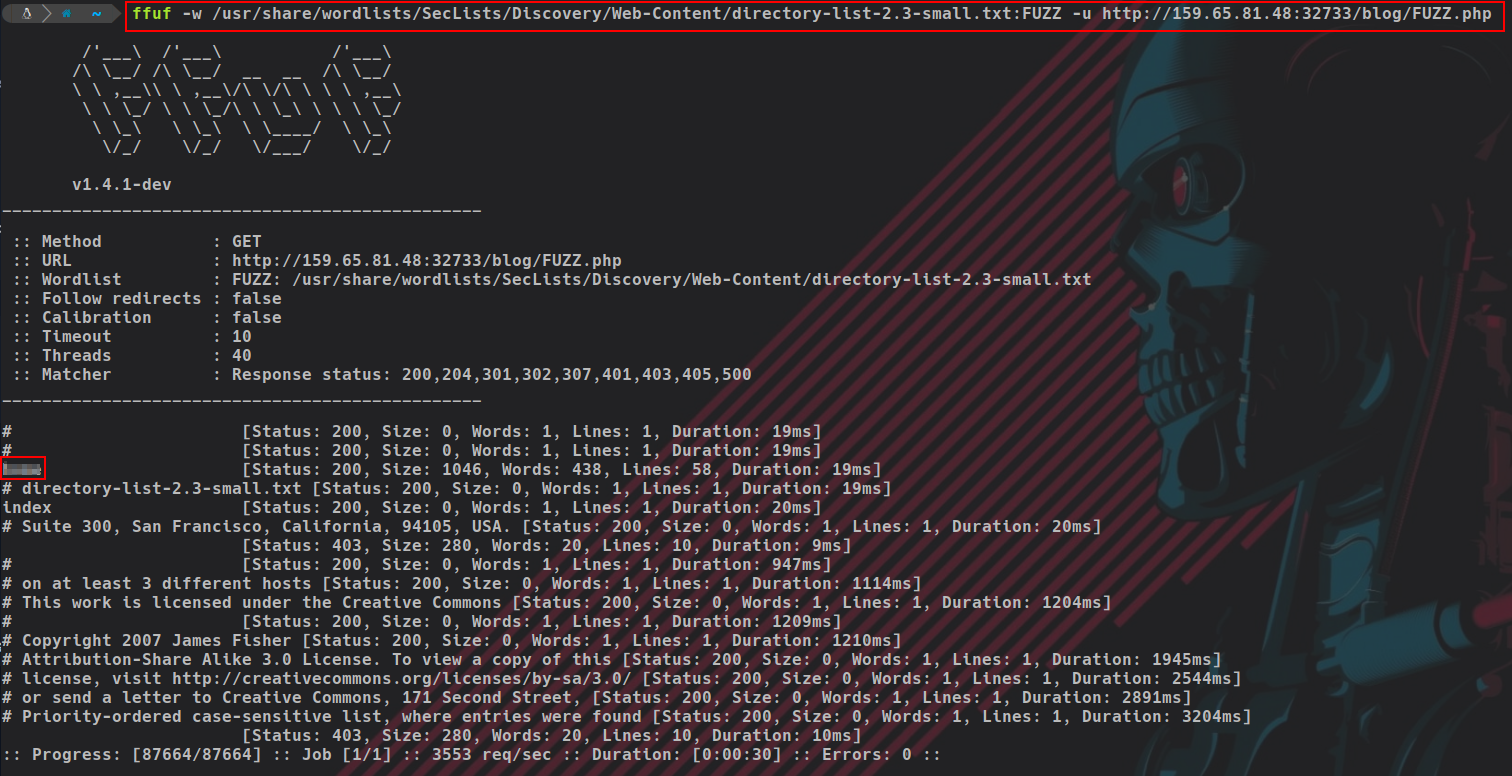 ffuf -w /usr/share/wordlists/SecLists/Discovery/Web-Content/directory-list-2.3-small.txt:FUZZ -u http://159.65.81.48:32733/blog/FUZZ.php
v1.4.1-dev
:: Method : GET
:: URL : http://159.65.81.48:32733/blog/FUZZ.php
:: Wordlist : FUZZ: /usr/share/wordlists/SecLists/Discovery/Web-Content/directory-list-2.3-small.txt
:: Follow redirects : false
:: Calibration : false
:: Timeout : 10
:: Threads : 40
:: Matcher : Response status: 200,204,301,302,307,401,403,405,500
# [Status: 200, Size: 0, Words: 1, Lines: 1, Duration: 19ms]
# [Status: 200, Size: 0, Words: 1, Lines: 1, Duration: 19ms]
[Status: 200, Size: 1046, Words: 438, Lines: 58, Duration: 19ms]
# directory-list-2.3-small.txt [Status: 200, Size: 0, Words: 1, Lines: 1, Duration: 19ms]
index [Status: 200, Size: 0, Words: 1, Lines: 1, Duration: 20ms]
# Suite 300, San Francisco, California, 94105, USA. [Status: 200, Size: 0, Words: 1, Lines: 1, Duration: 20ms]
[Status: 403, Size: 280, Words: 20, Lines: 10, Duration: 9ms]
# [Status: 200, Size: 0, Words: 1, Lines: 1, Duration: 947ms]
# on at least 3 different hosts [Status: 200, Size: 0, Words: 1, Lines: 1, Duration: 1114ms]
# This work is licensed under the Creative Commons [Status: 200, Size: 0, Words: 1, Lines: 1, Duration: 1204ms]
# [Status: 200, Size: 0, Words: 1, Lines: 1, Duration: 1209ms]
# Copyright 2007 James Fisher [Status: 200, Size: 0, Words: 1, Lines: 1, Duration: 1210ms]
# Attribution-Share Alike 3.0 License. To view a copy of this [Status: 200, Size: 0, Words: 1, Lines: 1, Duration: 1945ms]
# license, visit http://creativecommons.org/licenses/by-sa/3.0/ [Status: 200, Size: 0, Words: 1, Lines: 1, Duration: 2544ms]
# or send a letter to Creative Commons, 171 Second Street, [Status: 200, Size: 0, Words: 1, Lines: 1, Duration: 2891ms]
# Priority-ordered case-sensitive list, where entries were found [Status: 200, Size: 0, Words: 1, Lines: 1, Duration: 3204ms]
[Status: 403, Size: 280, Words: 20, Lines: 10, Duration: 10ms]
:: Progress: [87664/87664] :: Job [1/1] :: 3553 req/sec :: Duration: [0:00:30] :: Errors: 0 ::